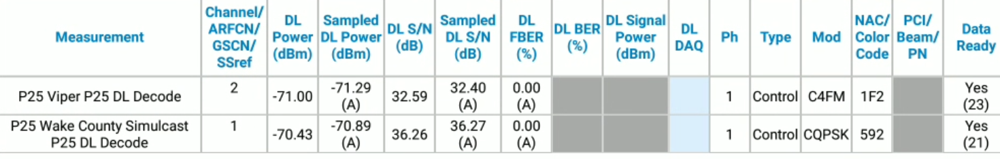 Measurement
Channel/
ARFCN/
GSCN/
SSref
DL
Power
(dBm)
Sampled
DL Power
(dBm)
DL S/N
(dB)
Sampled
DL S/N
(dB)
DL
FBER
(%)
DL BER
(%)
DL Signal
Power
(dBm)
DL
DAQ
Ph
Type
Mod
NAC/
Color
Code
PCI/
Beam/
PN
Data
Ready
P25 Viper P25 DL Decode
2
-71.00
-71.29
(A)
32.59
32.40
(A)
0.00
(A)
1
Control
C4FM
1F2
Yes
(23)
P25 Wake County Simulcast
P25 DL Decode
1
-70.43
-70.89
(A)
36.26
36.27
(A)
0.00
(A)
1
Control
CQPSK
592
Yes
(21)